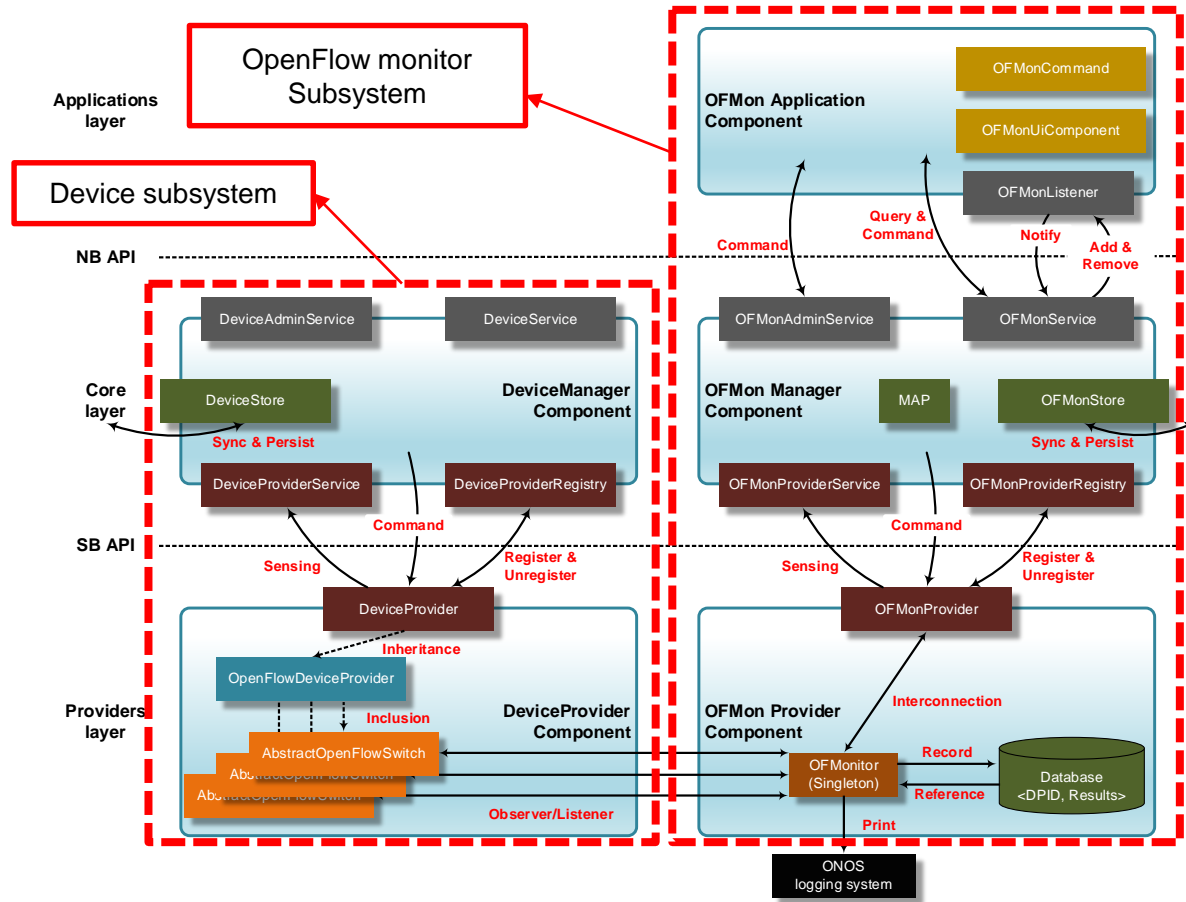 OpenFlow monitor
Subsystem
Applications
layer
OFMon Application
Component
OFMonCommand
OFMonUiComponent
OFMonListener
Device subsystem
Command
Query &
Command
Notify
Add &
Remove
NB API
DeviceAdminService
DeviceService
OFMonAdminService
OFMonService
Core
layer
DeviceStore
Sync & Persist
DeviceManager
Component
OFMon Manager
Component
MAP
OFMonStore
Sync & Persist
DeviceProviderService
DeviceProviderRegistry
OFMonProviderService
OFMonProviderRegistry
Command
Command
SB API
Sensing
Register &
Unregister
Sensing
Register &
Unregister
DeviceProvider
OFMonProvider
Inheritance
OpenFlowDeviceProvider
Inclusion
Interconnection
Providers
layer
DeviceProvider
Component
OFMon Provider
Component
AbstractOpenFlowSwitch
AbstractOpenFlowSwitch
AbstractOpenFlowSwitch
Observer/Listener
OFMonitor
(Singleton)
Record
Reference
Database
<DPID, Results>
Print
ONOS
logging system